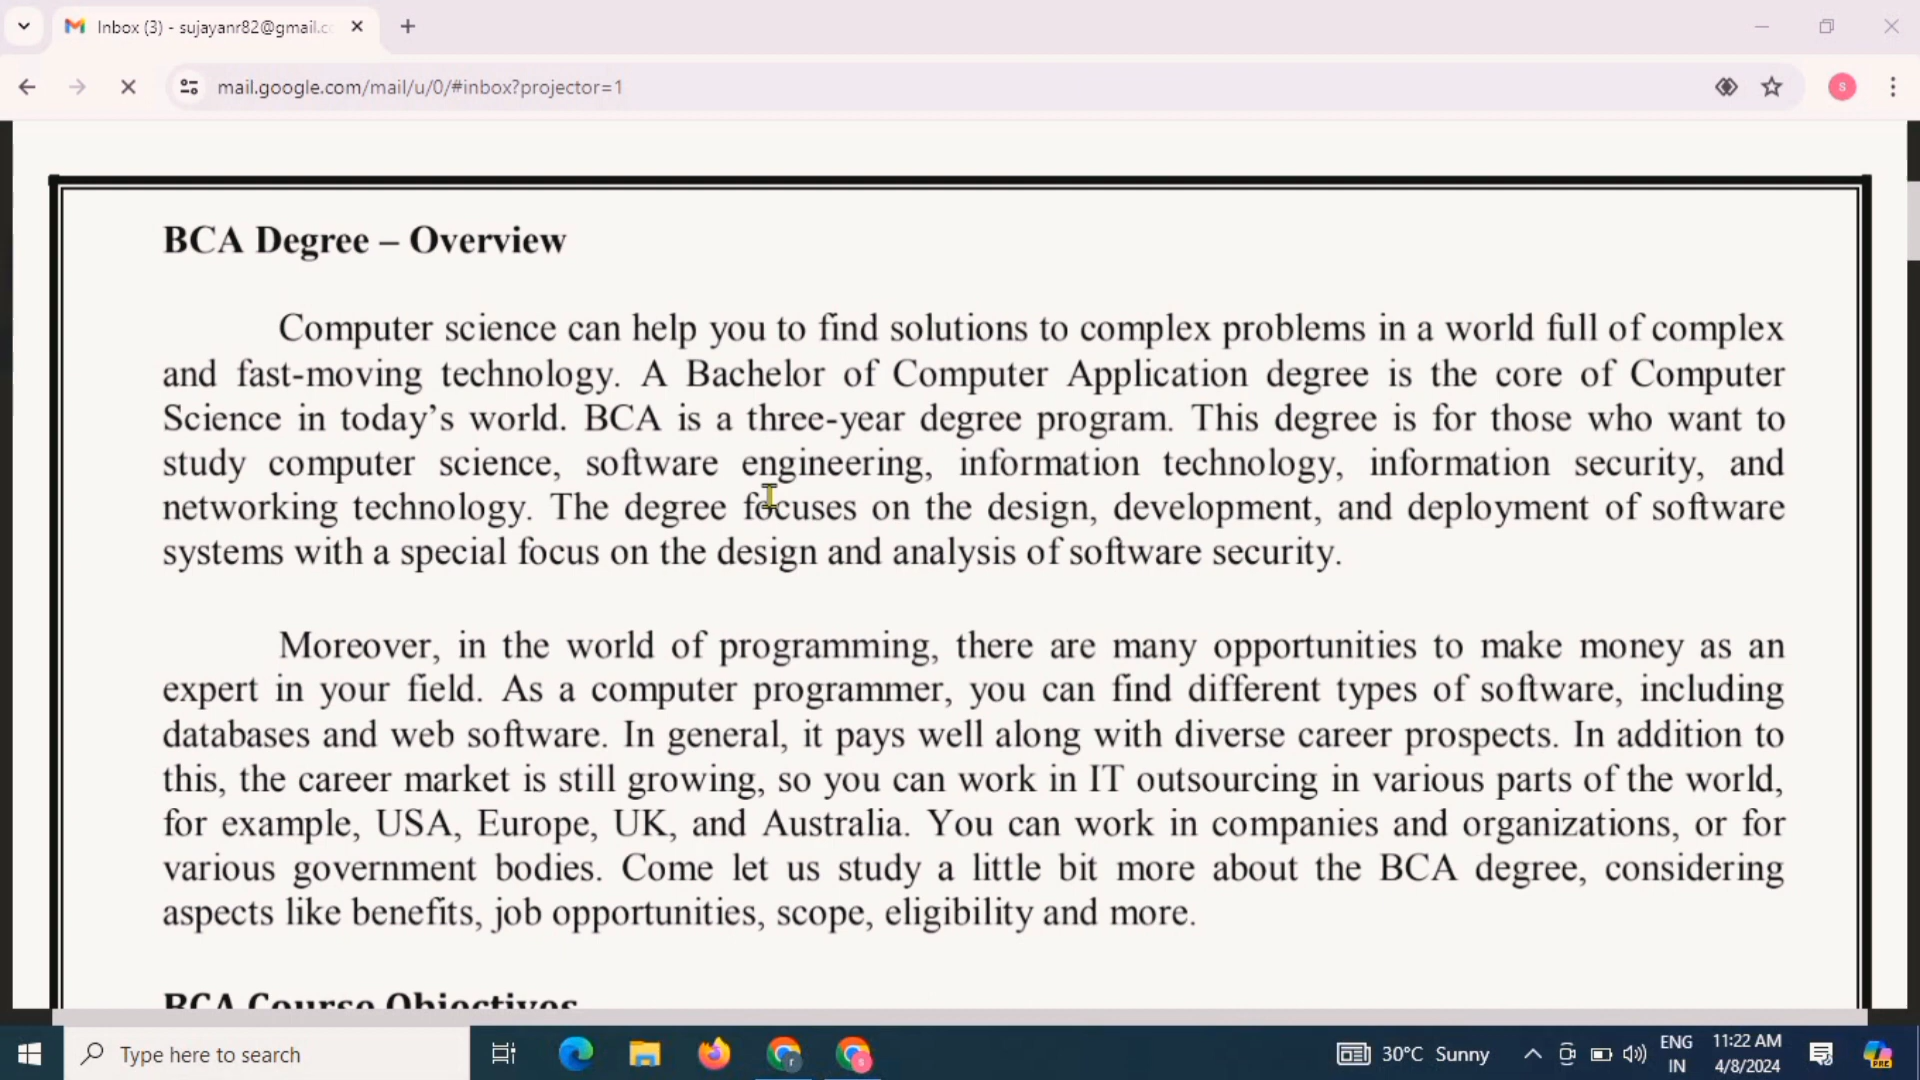 Inbox (3) - sujayanr82@gmail.c
mail.google.com/mail/u/0/#inbox?projector=1
s
BCA Degree – Overview
Computer science can help you to find solutions to complex problems in a world full of complex
and fast-moving technology. A Bachelor of Computer Application degree is the core of Computer
Science in today's world. BCA is a three-year degree program. This degree is for those who want to
study computer science, software engineering, information technology, information security, and
networking technology. The degree focuses on the design, development, and deployment of software
systems with a special focus on the design and analysis of software security.
Moreover, in the world of programming, there are many opportunities to make money as an
expert in your field. As a computer programmer, you can find different types of software, including
databases and web software. In general, it pays well along with diverse career prospects. In addition to
this, the career market is still growing, so you can work in IT outsourcing in various parts of the world,
for example, USA, Europe, UK, and Australia. You can work in companies and organizations, or for
various government bodies. Come let us study a little bit more about the BCA degree, considering
aspects like benefits, job opportunities, scope, eligibility and more.
BCA Course Objectives
Type here to search
30°C Sunny
ENG
IN
11:22 AM
4/8/2024